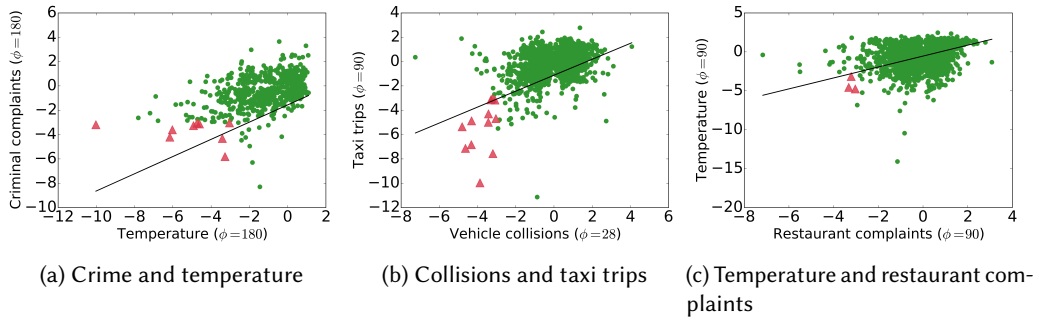 Criminal complaints (ϕ=180)
6
4
2
0
−2
−4
−6
−8
−10
−12 −10 −8 −6 −4 −2 0 2
Temperature (ϕ=180)
Taxi trips (ϕ=90)
4
2
0
−2
−4
−6
−8
−10
−12
−8 −6 −4 −2 0 2 4 6
Vehicle collisions (ϕ=28)
Temperature (ϕ=90)
5
0
−5
−10
−15
−20
−8 −6 −4 −2 0 2 4
Restaurant complaints (ϕ=90)
(a) Crime and temperature
(b) Collisions and taxi trips
(c) Temperature and restaurant com-
plaints